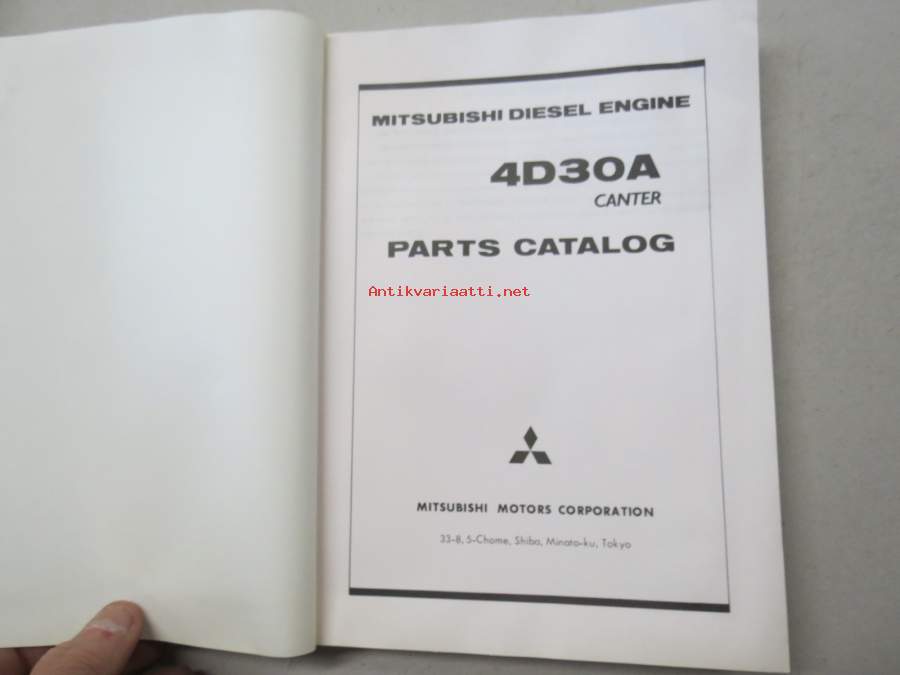 MITSUBISHI DIESEL ENGINE
4D30A
CANTER
PARTS CATALOG
Antikvariaatti.net
MITSUBISHI MOTORS CORPORATION
33-8, 5-Chome, Shiba, Minato-ku, Tokyo